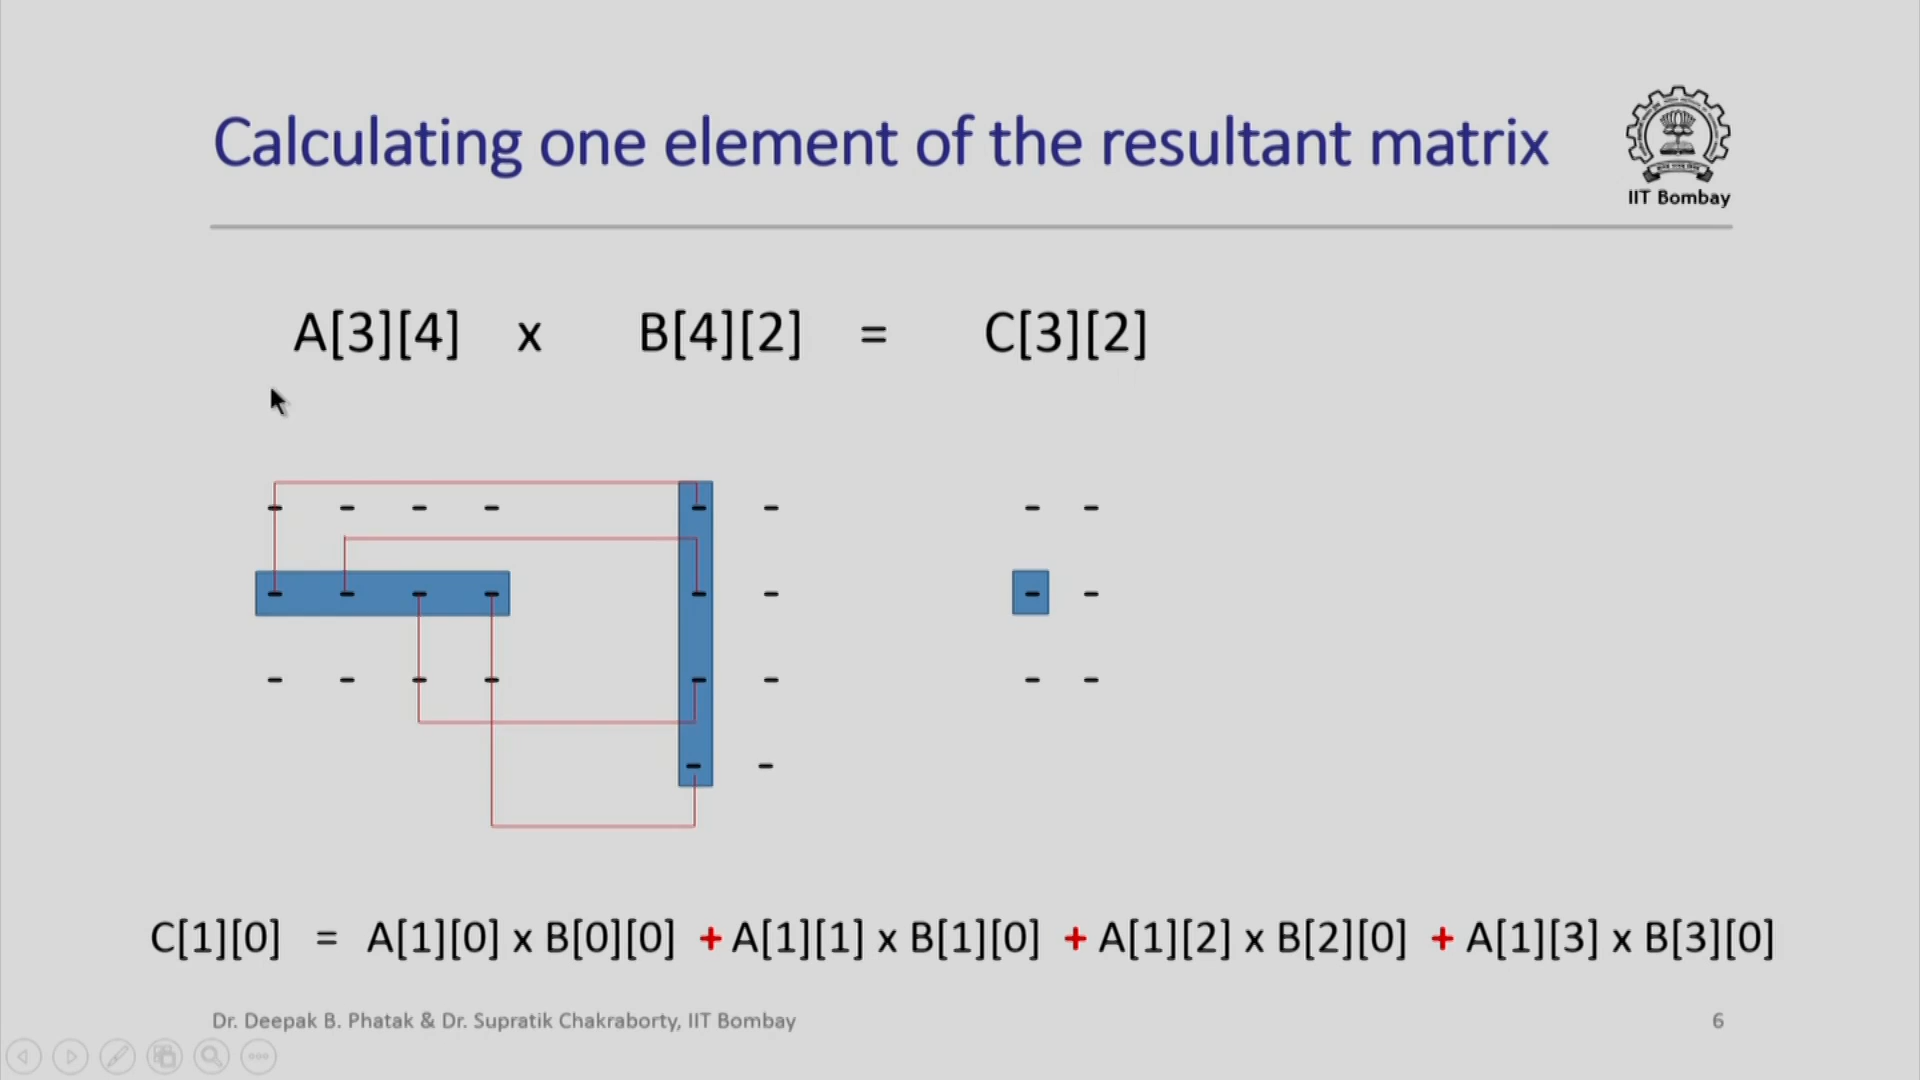 Calculating one element of the resultant matrix
IIT Bombay
A[3][4] x B[4][2] = C[3][2]
- - - - - - - -
- - - - - - - -
- - - - - - - -
- -
C[1][0] = A[1][0] x B[0][0] + A[1][1] x B[1][0] + A[1][2] x B[2][0] + A[1][3] x B[3][0]
Dr. Deepak B. Phatak & Dr. Supratik Chakraborty, IIT Bombay
6